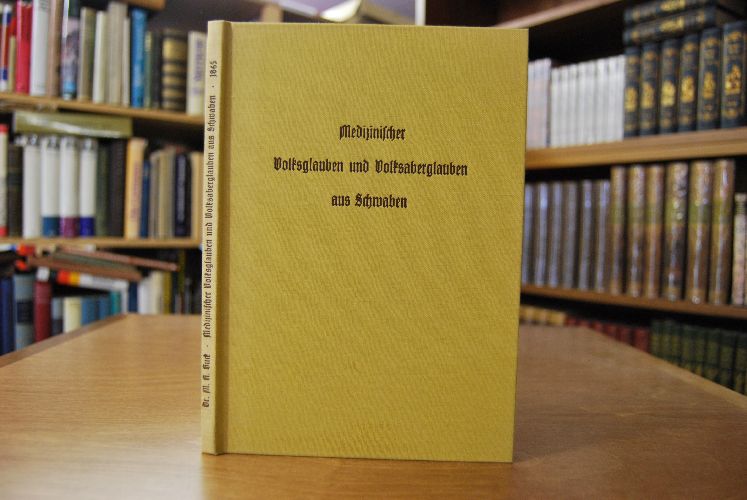 Medizinischer
Volksglauben und Volksaberglauben
aus Schwaben
Dr. M. R. Buck · Medizinischer Volksglauben und Volksaberglauben aus Schwaben · 1865